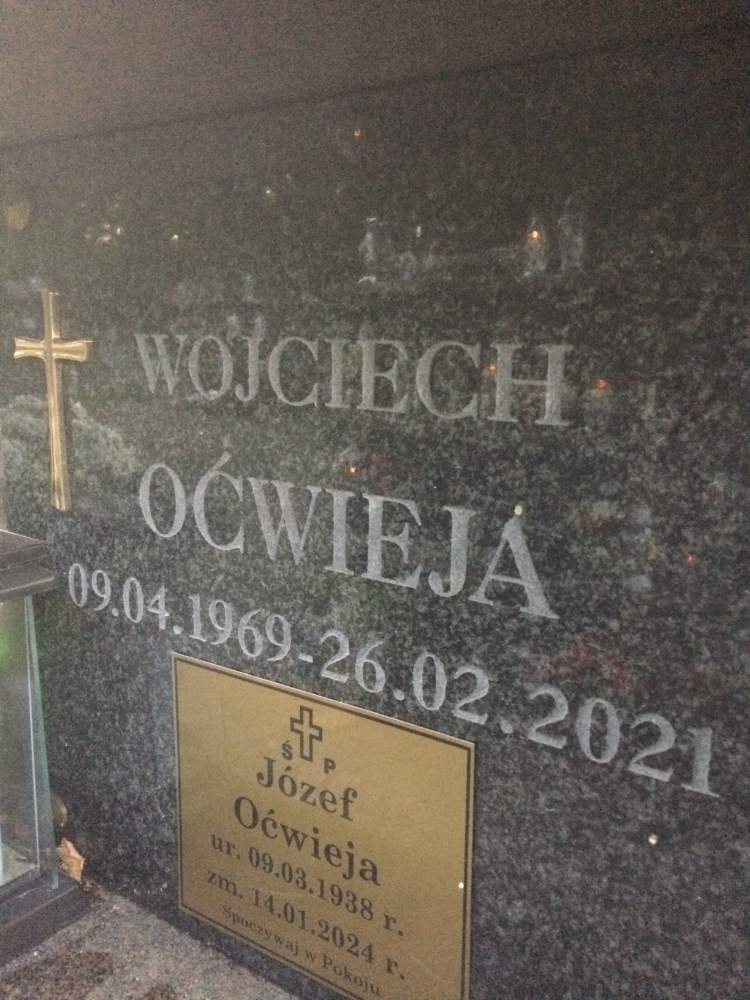 WOJCIECH
OĆWIEJA
09.04.1969-26.02.2021
Ś P
Józef
Oćwieja
ur. 09.03.1938 r.
zm. 14.01.2024 r.
Spoczywaj w Pokoju